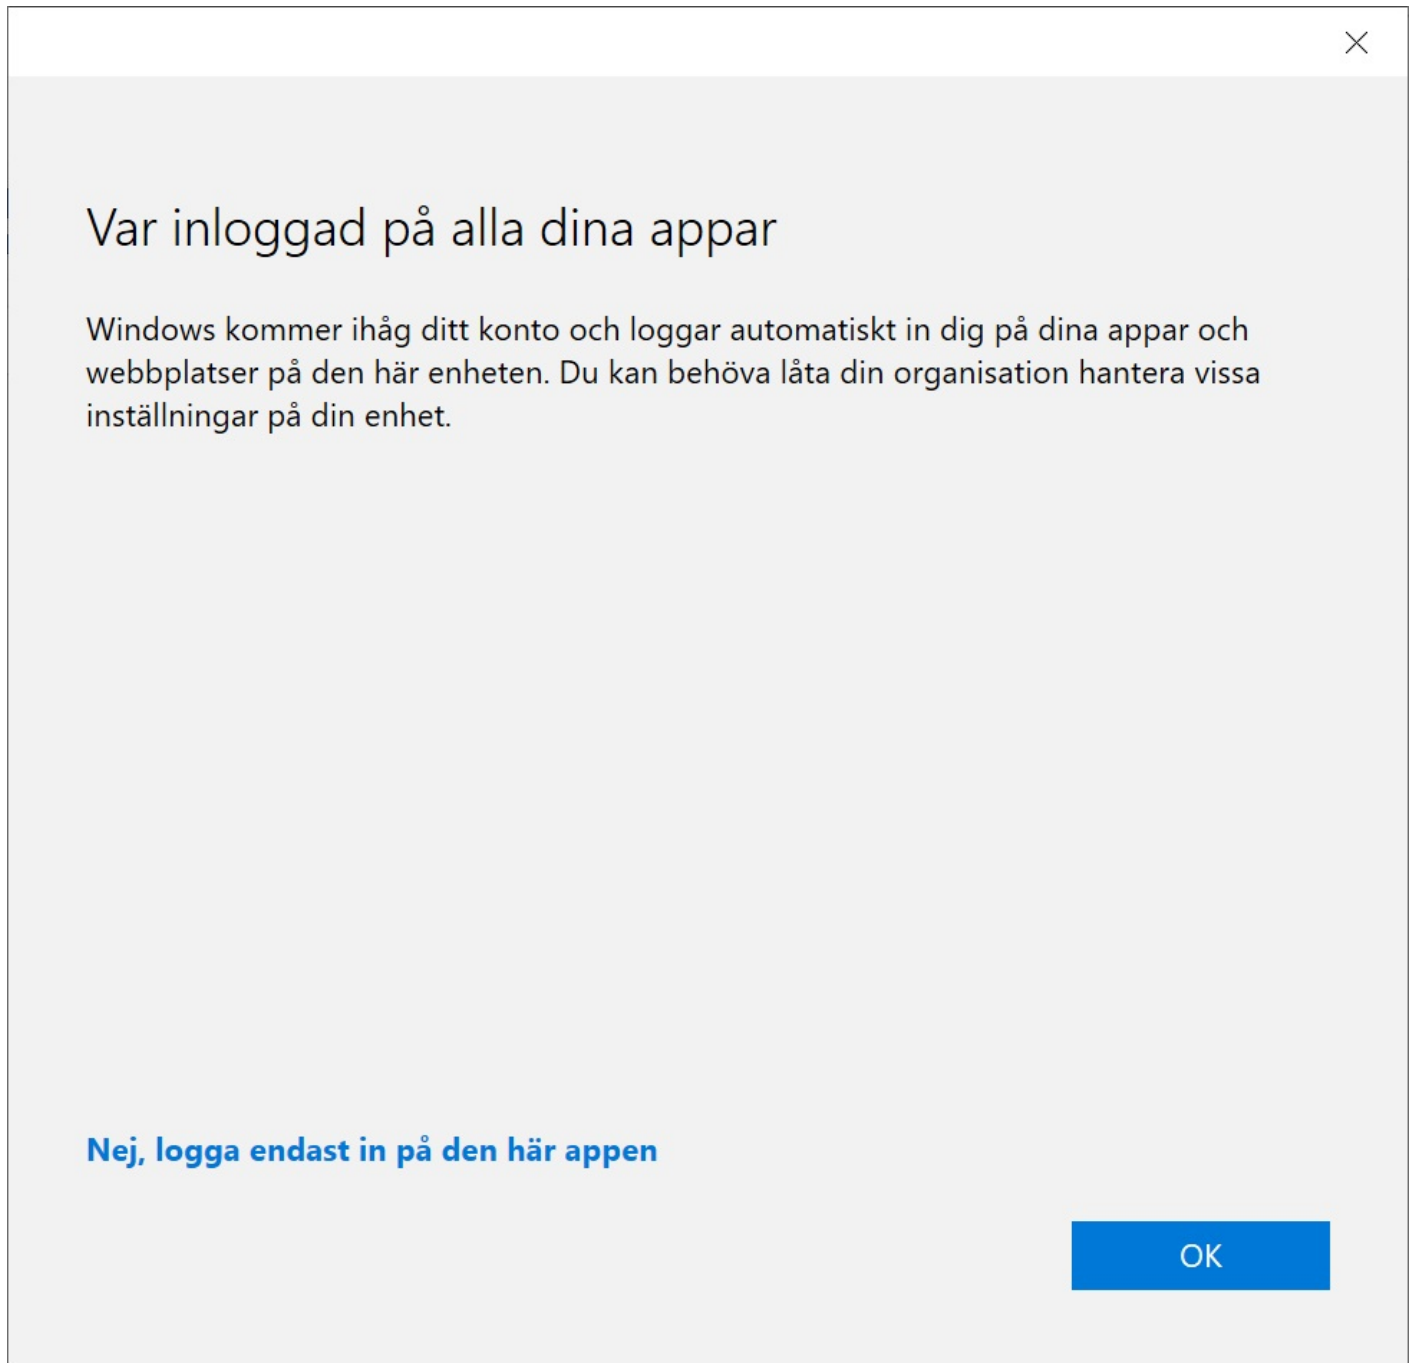 Var inloggad på alla dina appar
Windows kommer ihåg ditt konto och loggar automatiskt in dig på dina appar och
webbplatser på den här enheten. Du kan behöva låta din organisation hantera vissa
inställningar på din enhet.
Nej, logga endast in på den här appen
OK